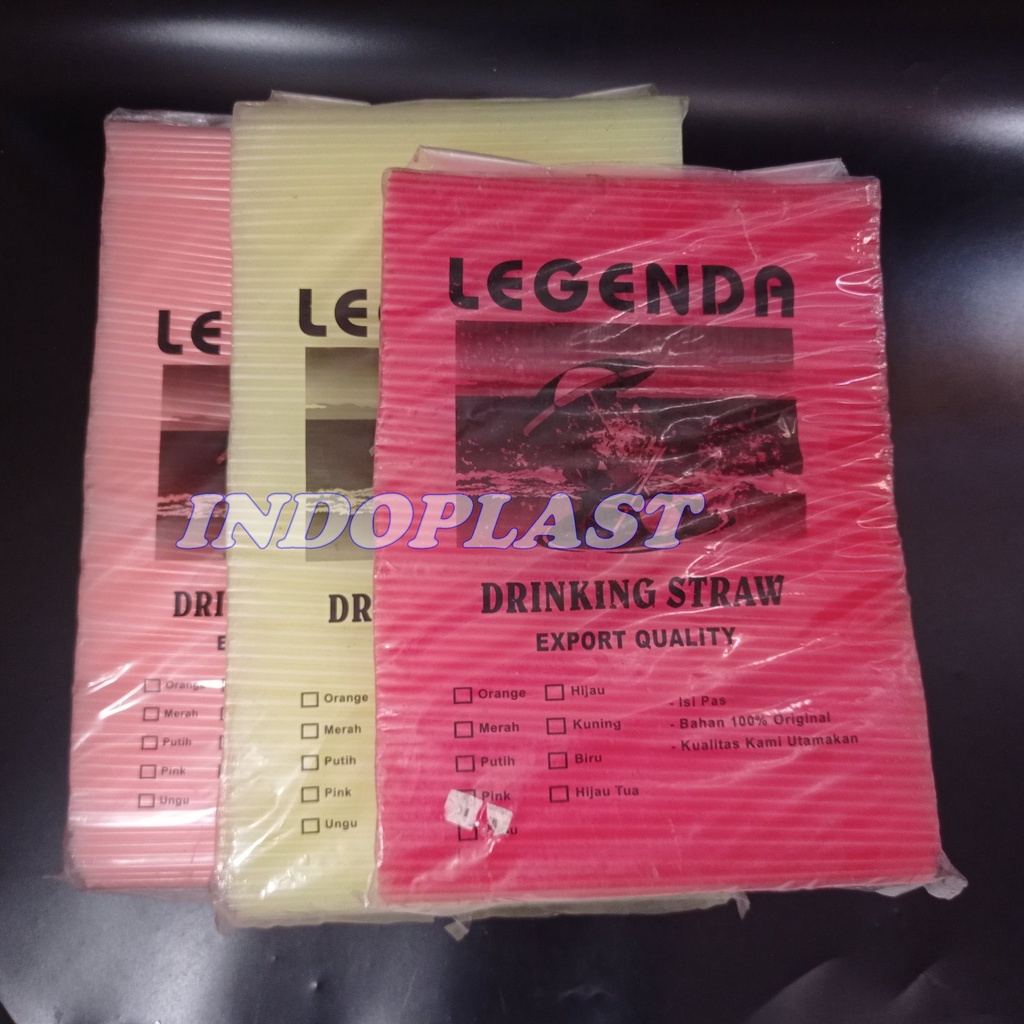 LEGENDA
LE
LE
INDOPLAST
DRINKING STRAW
EXPORT QUALITY
Orange
Merah
Putih
Pink
Hijau
Kuning
Biru
Hijau Tua
- Isi Pas
- Bahan 100% Original
- Kualitas Kami Utamakan
DR
Orange
Merah
Putih
Pink
Ungu
DRI
E
Orange
Merah
Putih
Pink
Ungu